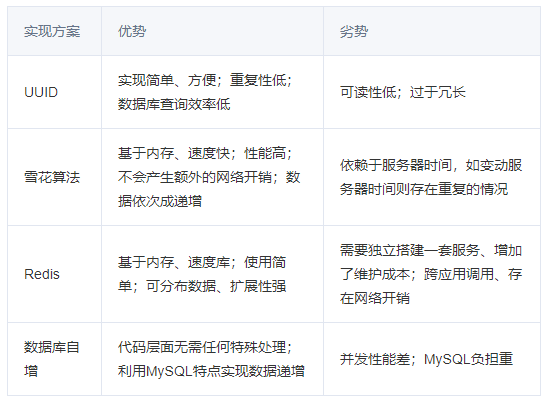 实现方案 优势 劣势
UUID
实现简单、方便；重复性低；
数据库查询效率低
可读性低；过于冗长
雪花算法
基于内存、速度快；性能高；
不会产生额外的网络开销；数
据依次成递增
依赖于服务器时间，如变动服
务器时间则存在重复的情况
Redis
基于内存、速度库；使用简
单；可分布数据、扩展性强
需要独立搭建一套服务、增加
了维护成本；跨应用调用、存
在网络开销
数据库自
增
代码层面无需任何特殊处理；
利用MySQL特点实现数据递增
并发性能差；MySQL负担重